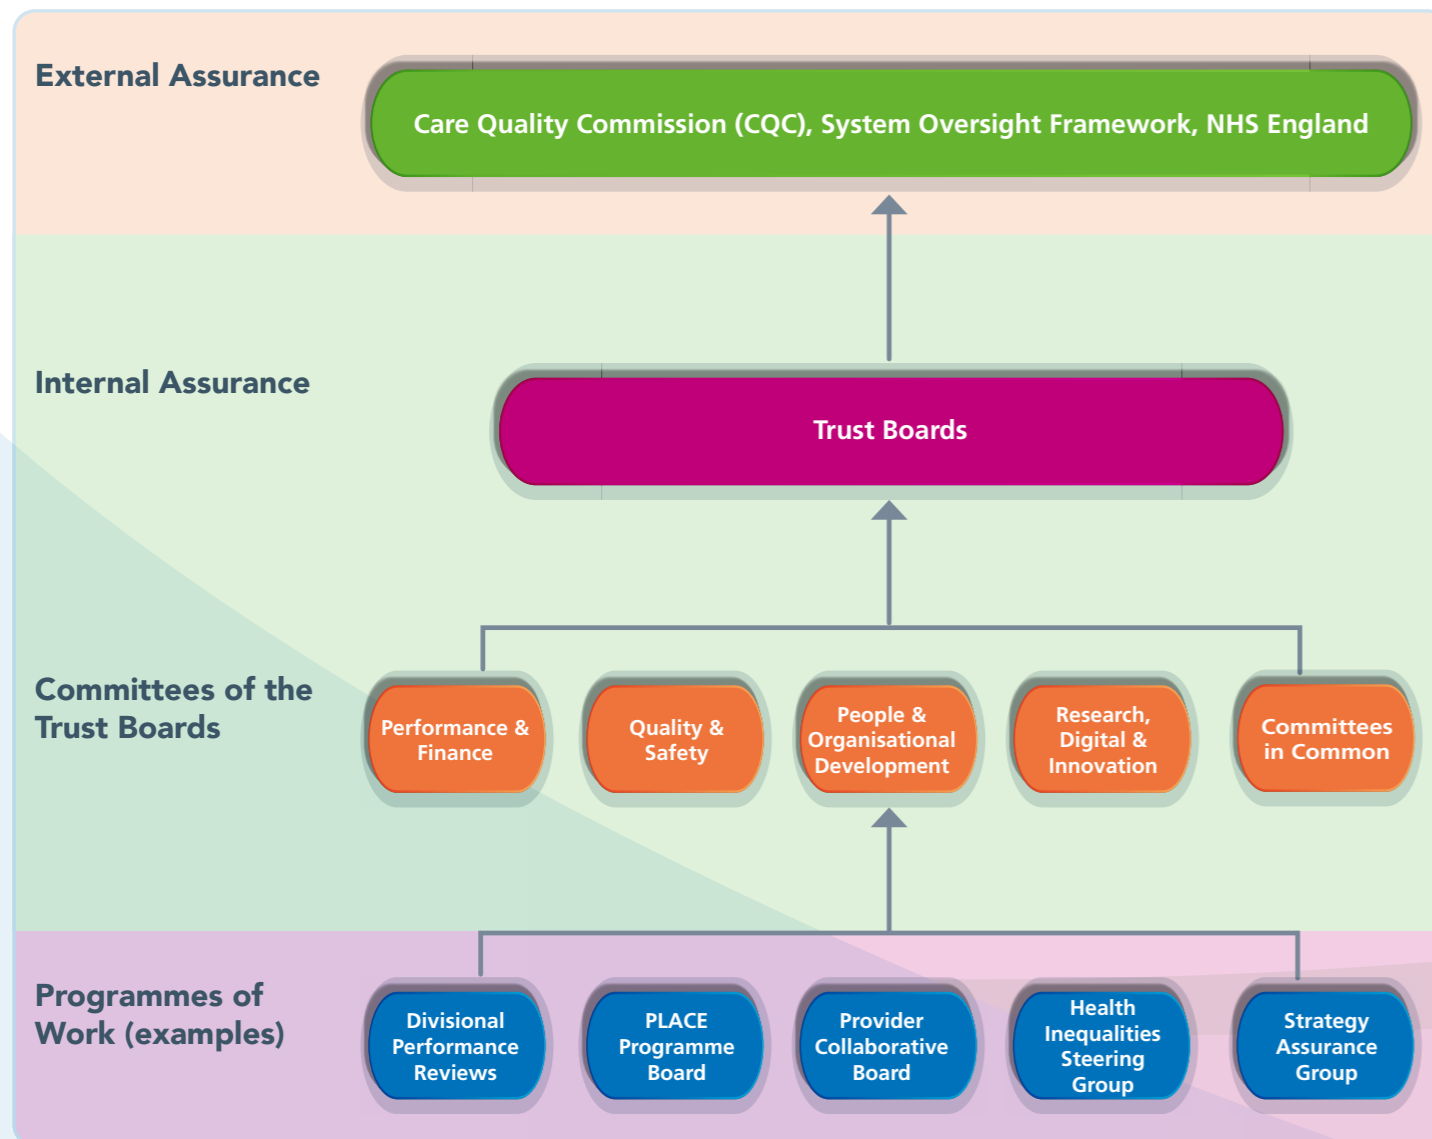 External Assurance
Care Quality Commission (CQC), System Oversight Framework, NHS England
Internal Assurance
Trust Boards
Committees of the
Trust Boards
Performance &
Finance
Quality &
Safety
People &
Organisational
Development
Research,
Digital &
Innovation
Committees
in Common
Programmes of
Work (examples)
Divisional
Performance
Reviews
PLACE
Programme
Board
Provider
Collaborative
Board
Health
Inequalities
Steering
Group
Strategy
Assurance
Group